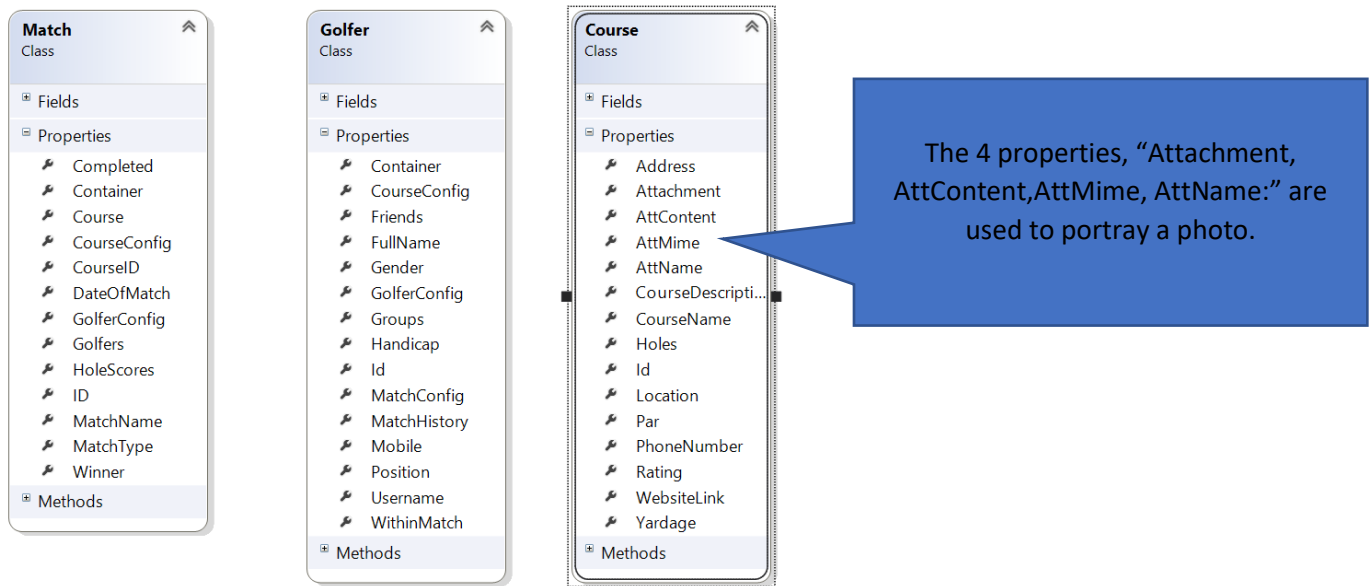 Match
Class
Fields
Properties
Completed
Container
Course
CourseConfig
CourseID
DateOfMatch
GolferConfig
Golfers
HoleScores
ID
MatchName
MatchType
Winner
Methods
Golfer
Class
Fields
Properties
Container
CourseConfig
Friends
FullName
Gender
GolferConfig
Groups
Handicap
Id
MatchConfig
MatchHistory
Mobile
Position
Username
WithinMatch
Methods
Course
Class
Fields
Properties
Address
Attachment
AttContent
AttMime
AttName
CourseDescripti...
CourseName
Holes
Id
Location
Par
PhoneNumber
Rating
WebsiteLink
Yardage
Methods
The 4 properties, “Attachment,
AttContent,AttMime, AttName:” are
used to portray a photo.